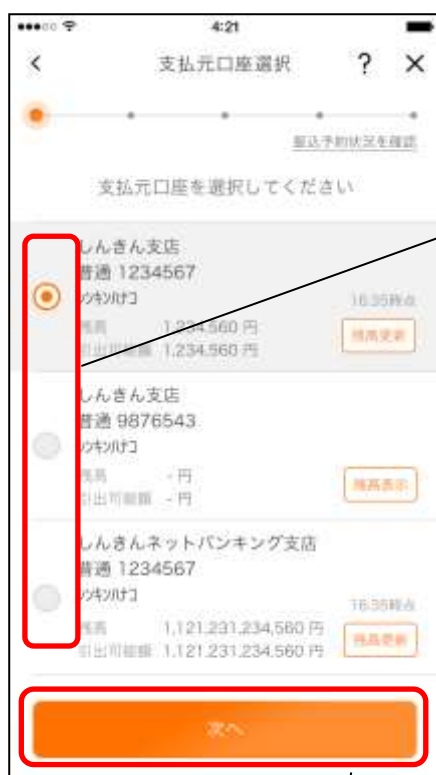 4:21
支払元口座選択 ? ×
振込予約状況を確認
支払元口座を選択してください
しんきん支店
普通 1234567
ｼﾝｷﾝﾊﾅｺ
16:35時点
残高 1,234,560 円
残高更新
引出可能額 1,234,560 円
しんきん支店
普通 9876543
ｼﾝｷﾝﾊﾅｺ
残高 - 円
残高表示
引出可能額 - 円
しんきんネットバンキング支店
普通 1234567
ｼﾝｷﾝﾊﾅｺ
16:35時点
残高 1,121,231,234,560 円
残高更新
引出可能額 1,121,231,234,560 円
次へ